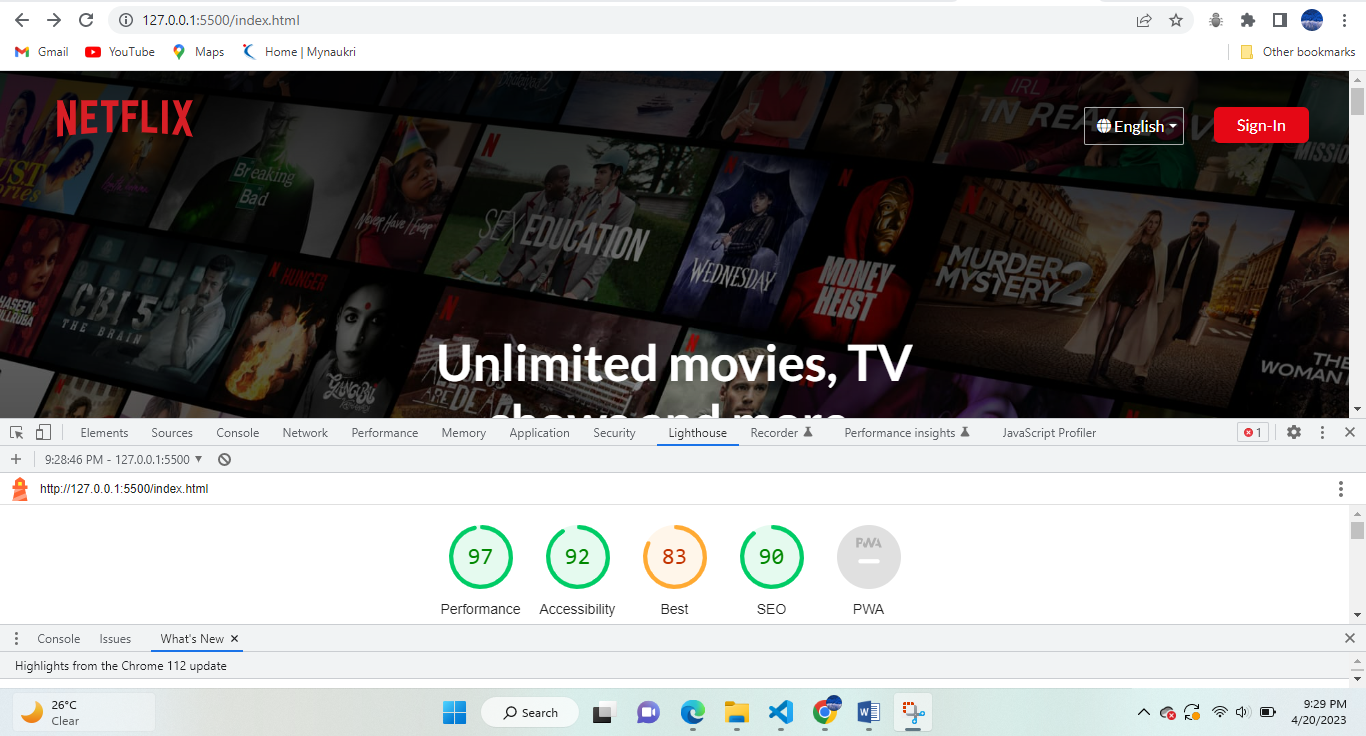 127.0.0.1:5500/index.html
Gmail YouTube Maps Home | Mynaukri Other bookmarks
NETFLIX
IRL
IN REAL
English
Sign-In
MISSION
Breaking
Bad
Never Have I Ever
SEX EDUCATION
WEDNESDAY
MONEY
HEIST
MURDER
MYSTERY 2
HASEEN
DILLRUBA
CBI 5
THE BRAIN
HUNGER
THE
WOMAN
Unlimited movies, TV
shows and more
Elements Sources Console Network Performance Memory Application Security Lighthouse Recorder Performance insights JavaScript Profiler 1
9:28:46 PM - 127.0.0.1:5500
http://127.0.0.1:5500/index.html
97 92 83 90 PWA
Performance Accessibility Best SEO PWA
Console Issues What's New
Highlights from the Chrome 112 update
26°C
Clear
Search
9:29 PM
4/20/2023